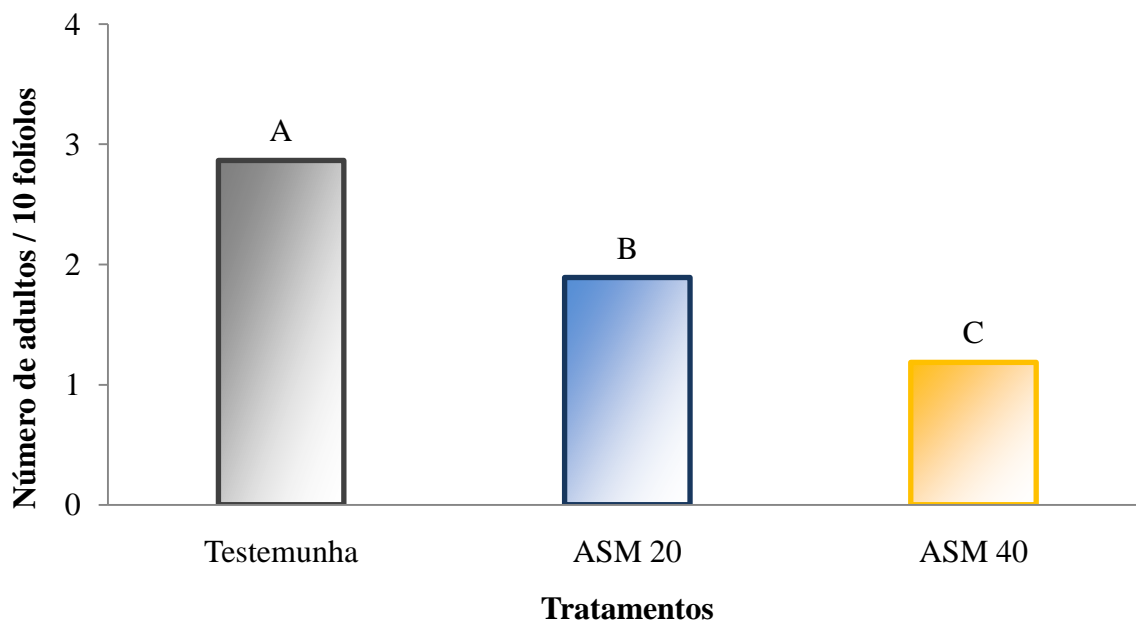 Número de adultos / 10 folíolos
4
3
2
1
0
A
B
C
Testemunha
ASM 20
ASM 40
Tratamentos